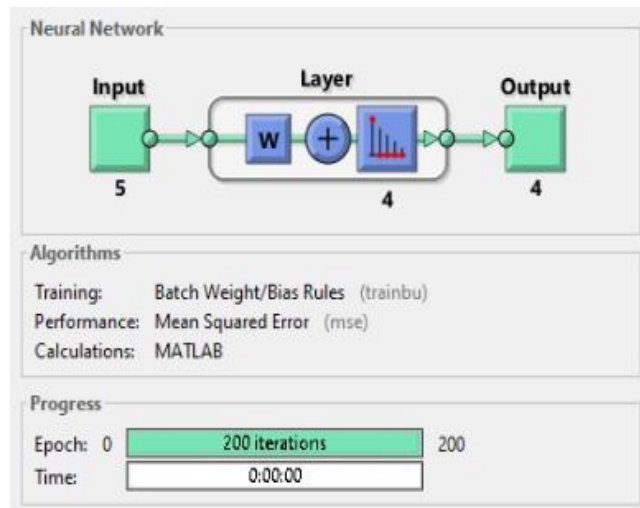 Neural Network
Input Layer Output
W +
5 4 4
Algorithms
Training: Batch Weight/Bias Rules (trainbu)
Performance: Mean Squared Error (mse)
Calculations: MATLAB
Progress
Epoch: 0 200 iterations 200
Time: 0:00:00